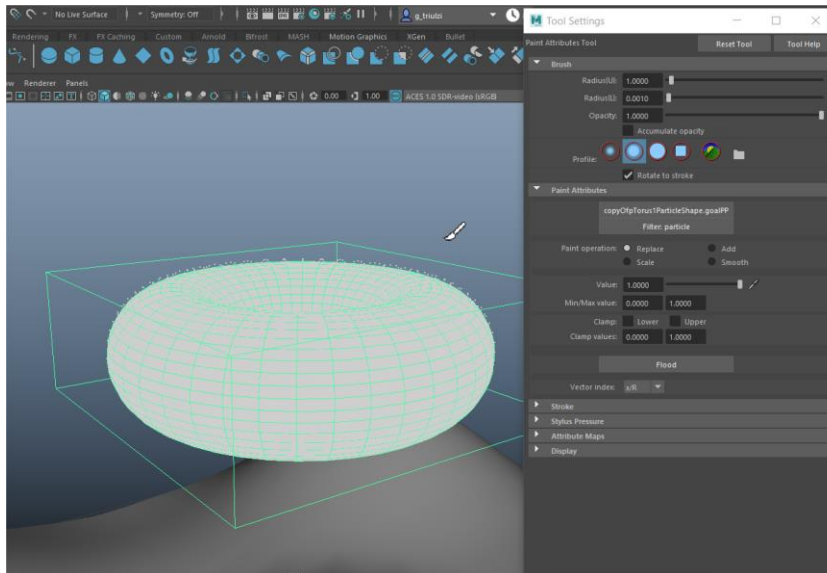 No Live Surface
Symmetry: Off
g_triulzi
Rendering FX FX Caching Custom Arnold Bifrost MASH Motion Graphics XGen Bullet
Renderer Panels
0.00 1.00 ACES 1.0 SDR-video (sRGB)
Tool Settings
Paint Attributes Tool Reset Tool Tool Help
Brush
Radius(U): 1.0000
Radius(L): 0.0010
Opacity: 1.0000
Accumulate opacity
Profile:
Rotate to stroke
Paint Attributes
copyOfpTorus1ParticleShape.goalPP
Filter: particle
Paint operation: Replace Add
Scale Smooth
Value: 1.0000
Min/Max value: 0.0000 1.0000
Clamp: Lower Upper
Clamp values: 0.0000 1.0000
Flood
Vector index: x/R
Stroke
Stylus Pressure
Attribute Maps
Display